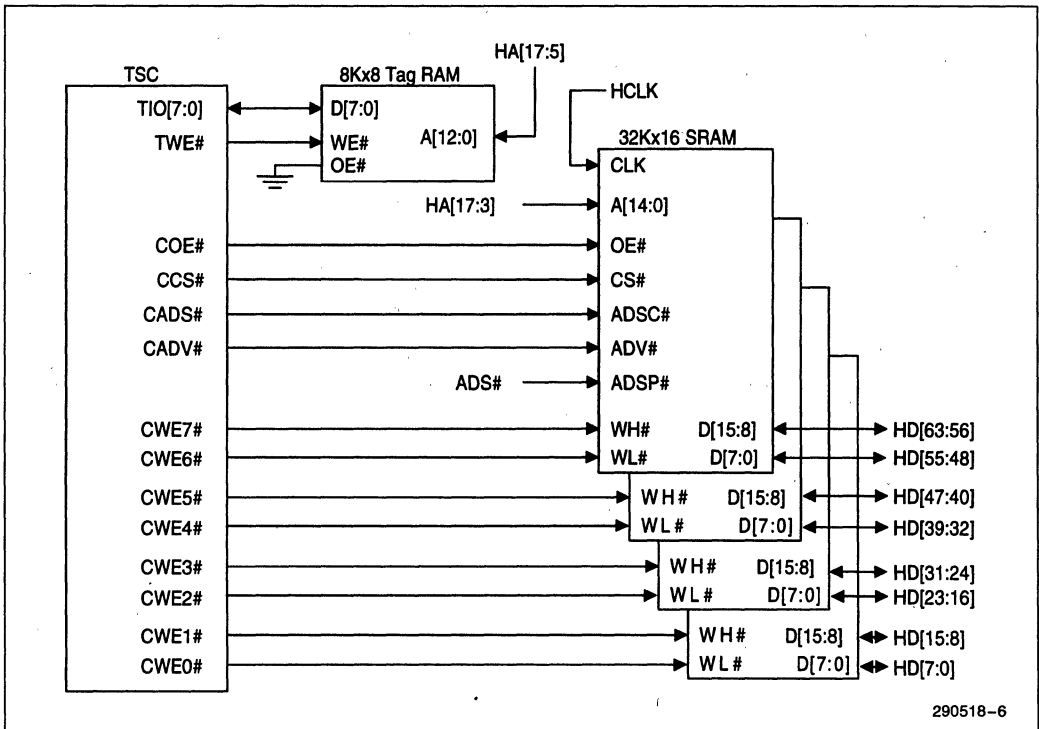 HA[17:5]
TSC
8Kx8 Tag RAM
TIO[7:0]
D[7:0]
HCLK
TWE#
WE#
A[12:0]
OE#
32Kx16 SRAM
CLK
HA[17:3]
A[14:0]
COE#
OE#
CCS#
CS#
CADS#
ADSC#
CADV#
ADV#
ADS#
ADSP#
CWE7#
WH#
D[15:8]
HD[63:56]
CWE6#
WL#
D[7:0]
HD[55:48]
CWE5#
WH#
D[15:8]
HD[47:40]
CWE4#
WL#
D[7:0]
HD[39:32]
CWE3#
WH#
D[15:8]
HD[31:24]
CWE2#
WL#
D[7:0]
HD[23:16]
CWE1#
WH#
D[15:8]
HD[15:8]
CWE0#
WL#
D[7:0]
HD[7:0]
290518-6